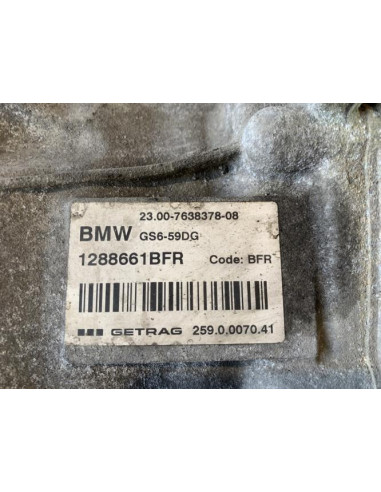 23.00-7638378-08
BMW GS6-59DG
1288661BFR Code: BFR
GETRAG 259.0.0070.41